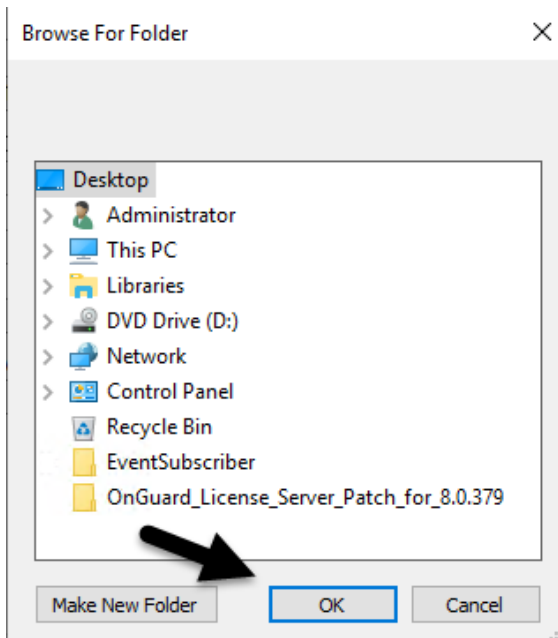 Browse For Folder
Desktop
Administrator
This PC
Libraries
DVD Drive (D:)
Network
Control Panel
Recycle Bin
EventSubscriber
OnGuard_License_Server_Patch_for_8.0.379
Make New Folder OK Cancel